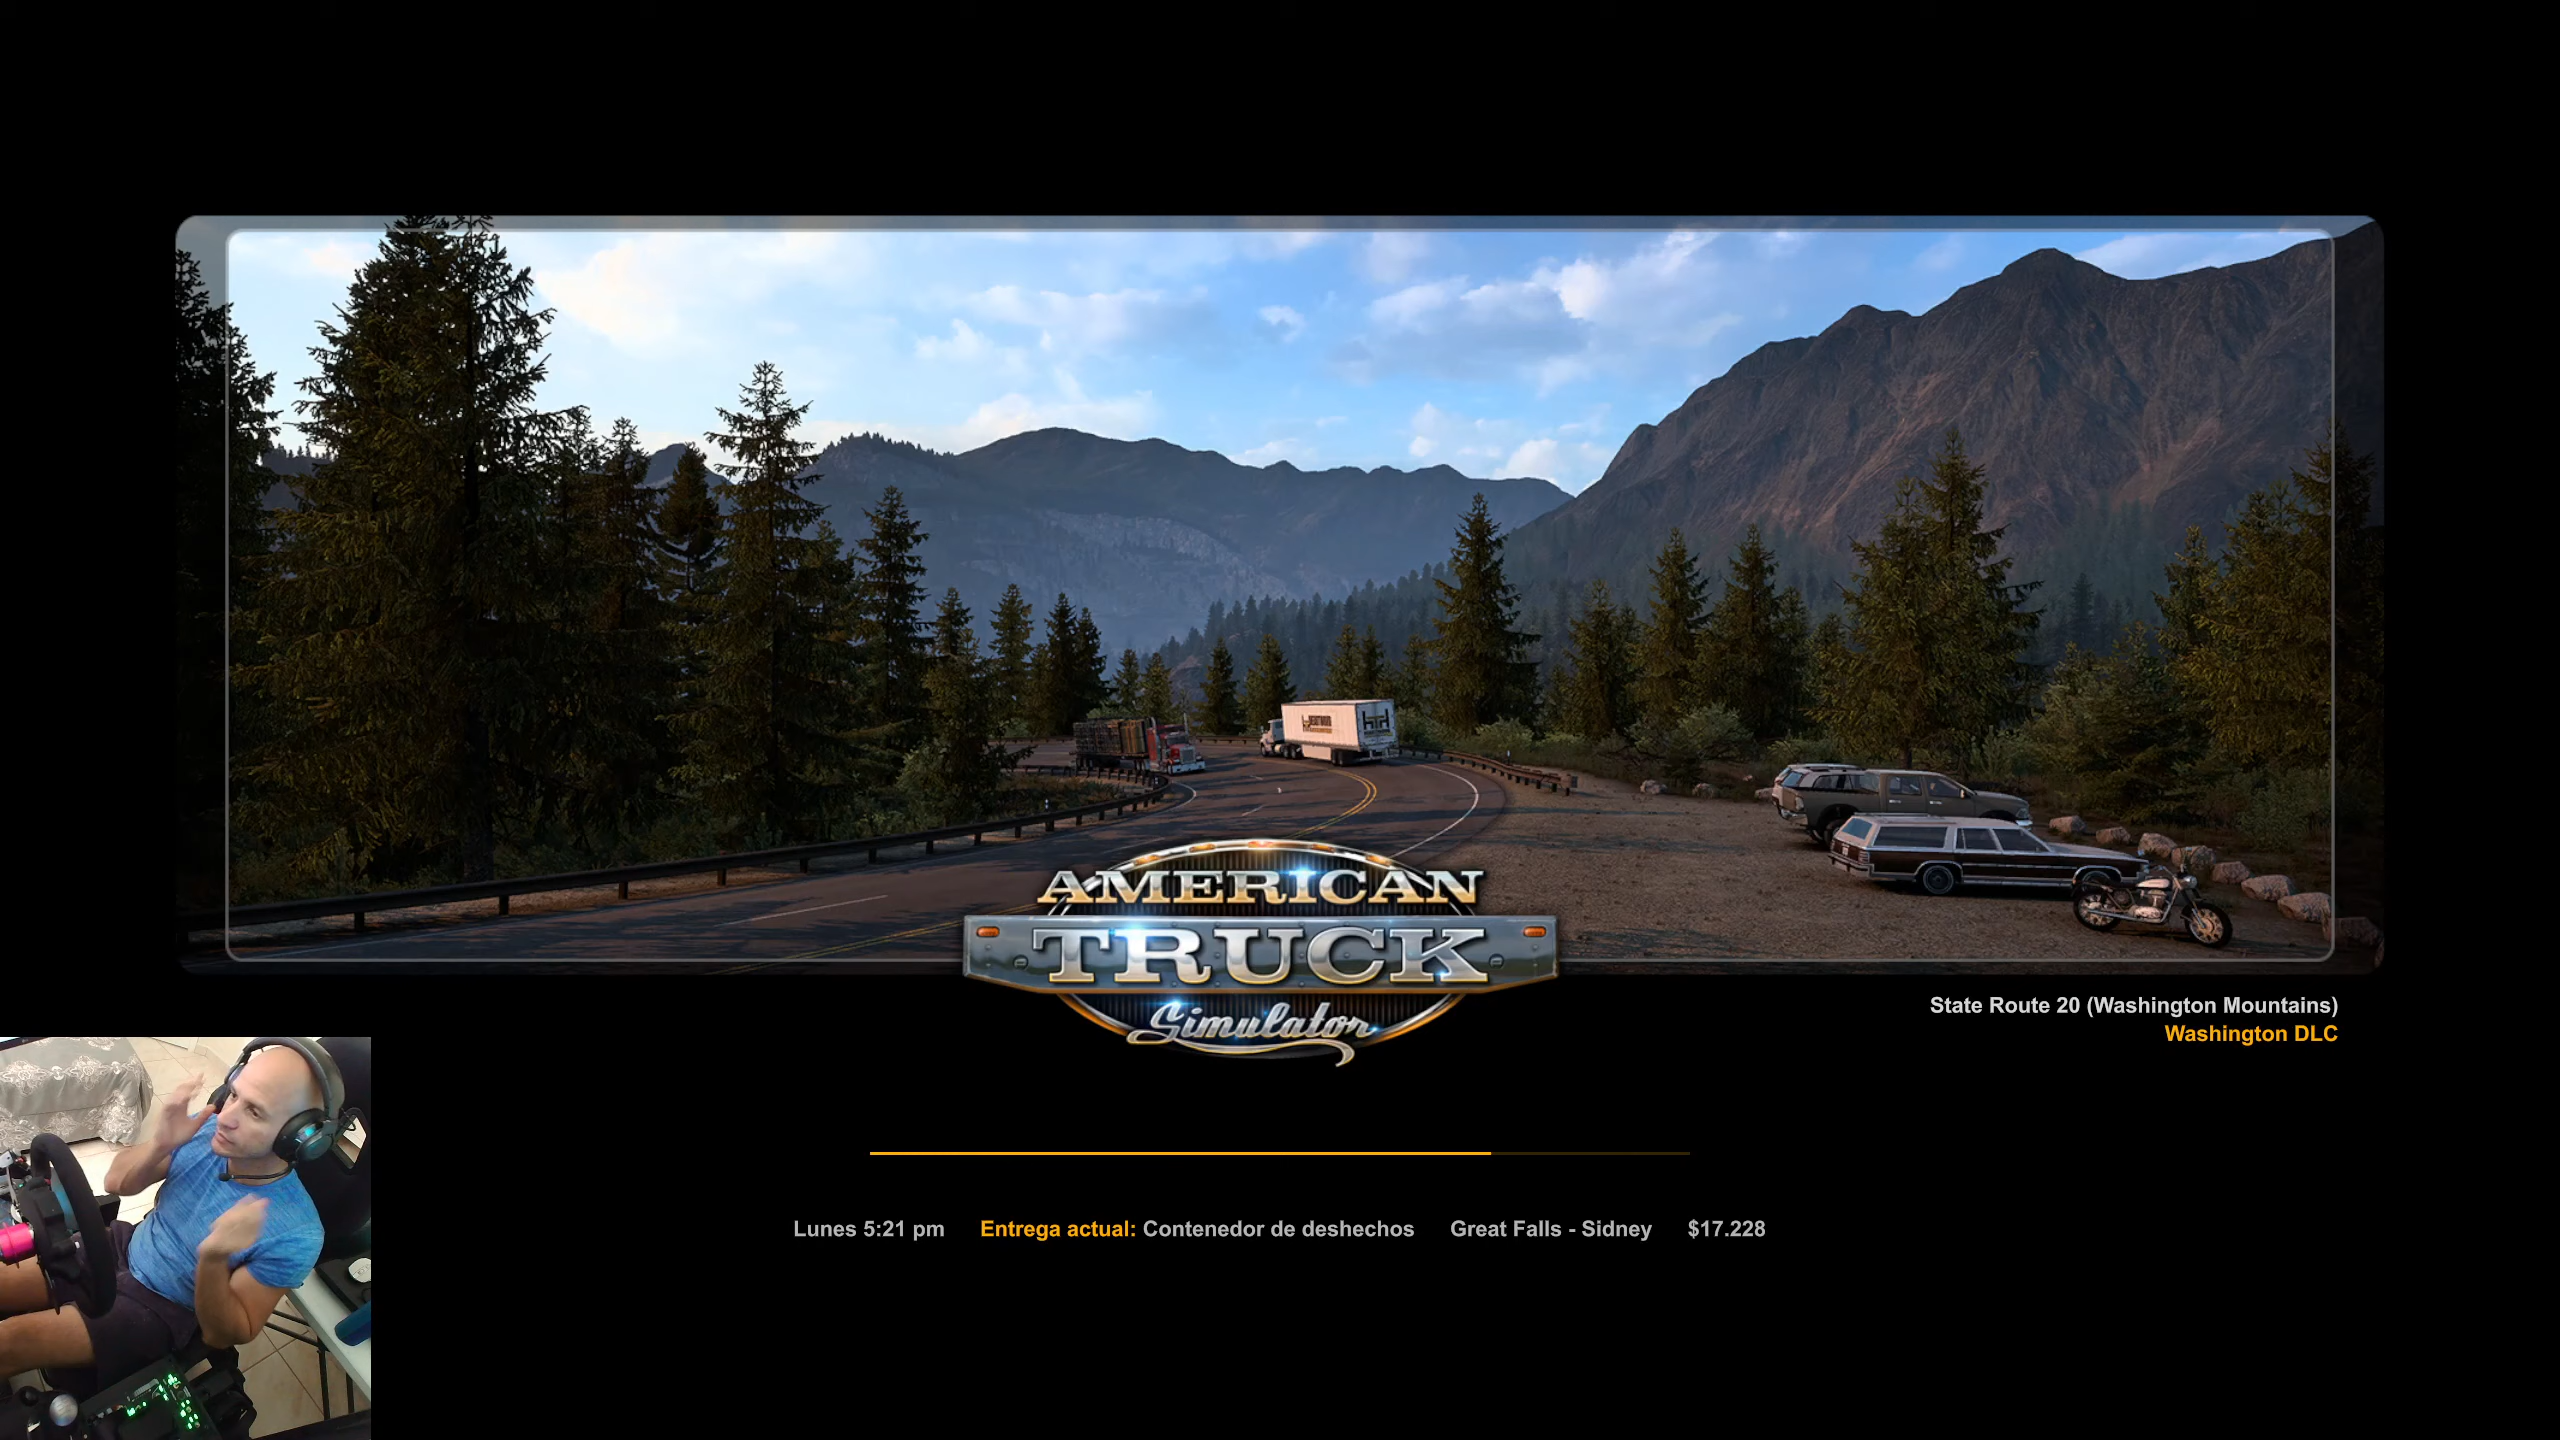 AMERICAN
TRUCK
Simulator
State Route 20 (Washington Mountains)
Washington DLC
Lunes 5:21 pm Entrega actual: Contenedor de deshechos Great Falls - Sidney $17.228